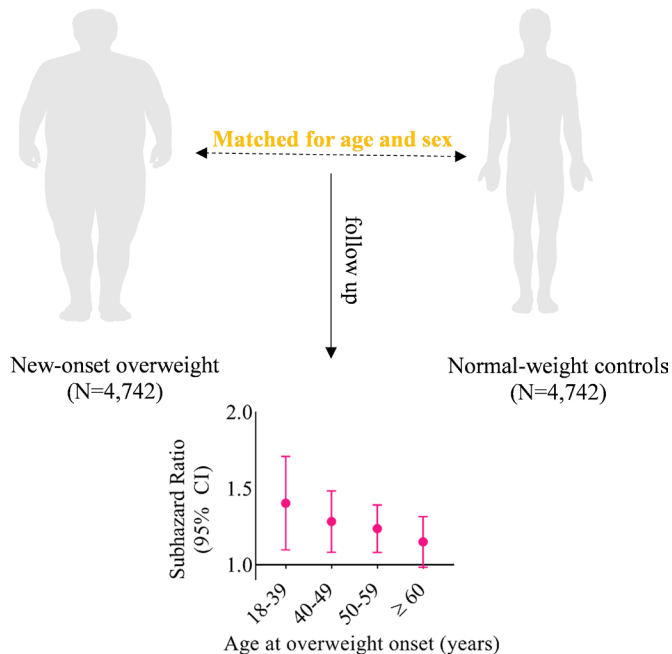 Matched for age and sex
follow up
New-onset overweight
(N=4,742)
Normal-weight controls
(N=4,742)
Subhazard Ratio
(95% CI)
2.0
1.5
1.0
18-39
40-49
50-59
≥ 60
Age at overweight onset (years)